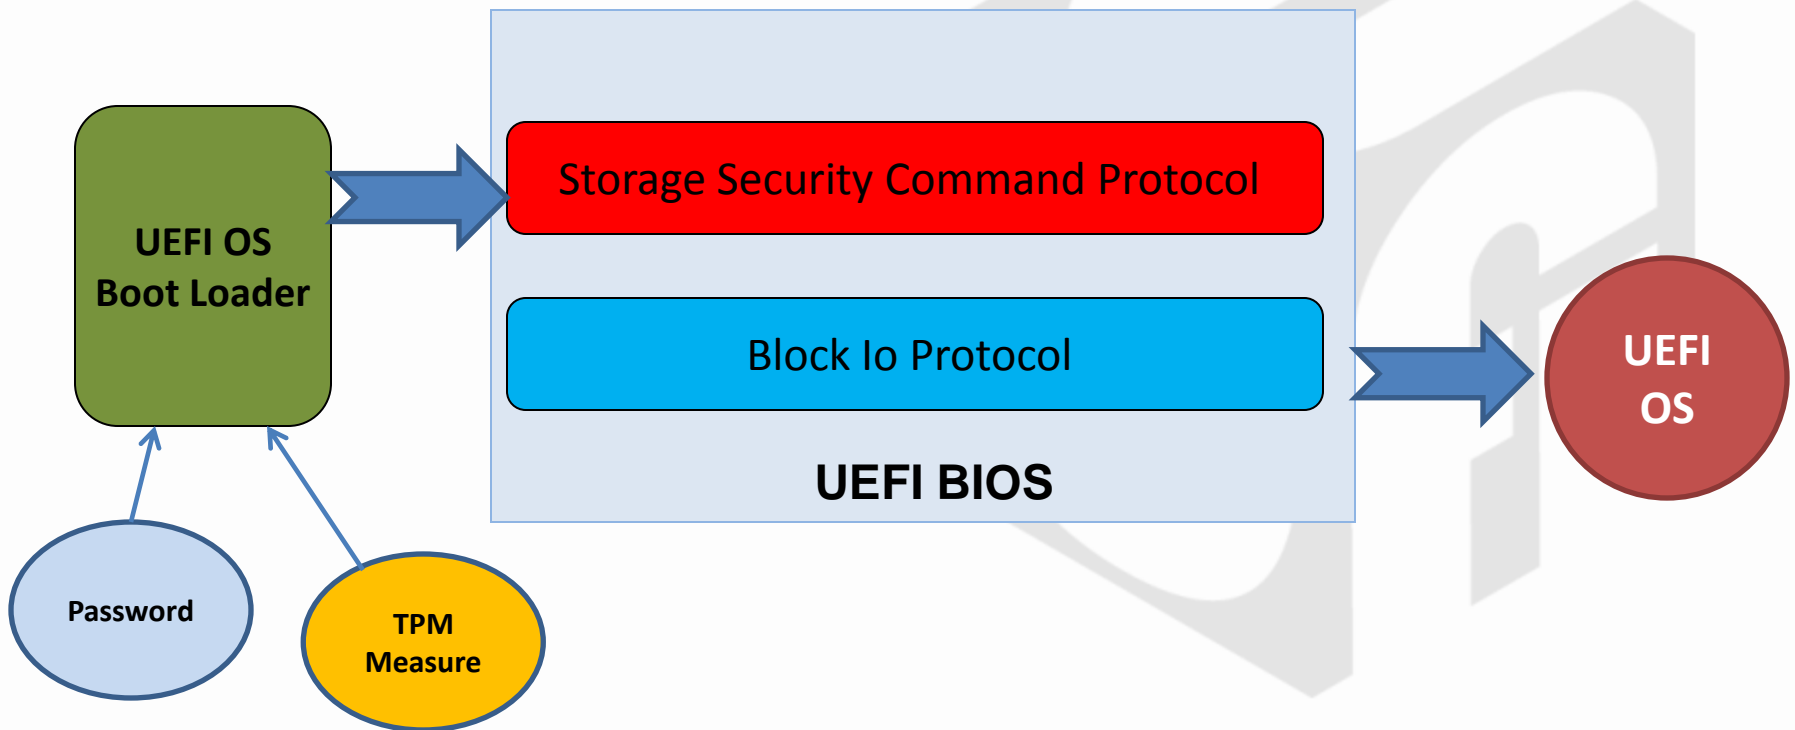 UEFI OS
Boot Loader
Storage Security Command Protocol
Block Io Protocol
UEFI BIOS
UEFI
OS
Password
TPM
Measure